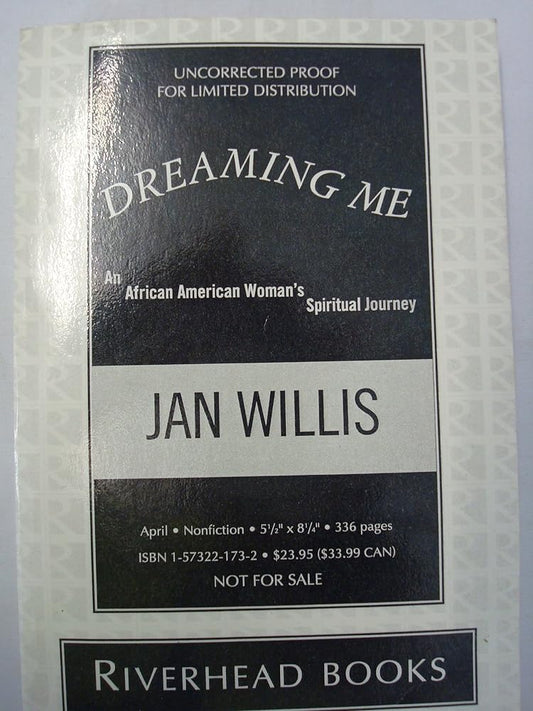 UNCORRECTED PROOF
FOR LIMITED DISTRIBUTION
DREAMING ME
An
African American Woman's
Spiritual Journey
JAN WILLIS
April • Nonfiction • 5½" x 8¼" • 336 pages
ISBN 1-57322-173-2 • $23.95 ($33.99 CAN)
NOT FOR SALE
RIVERHEAD BOOKS